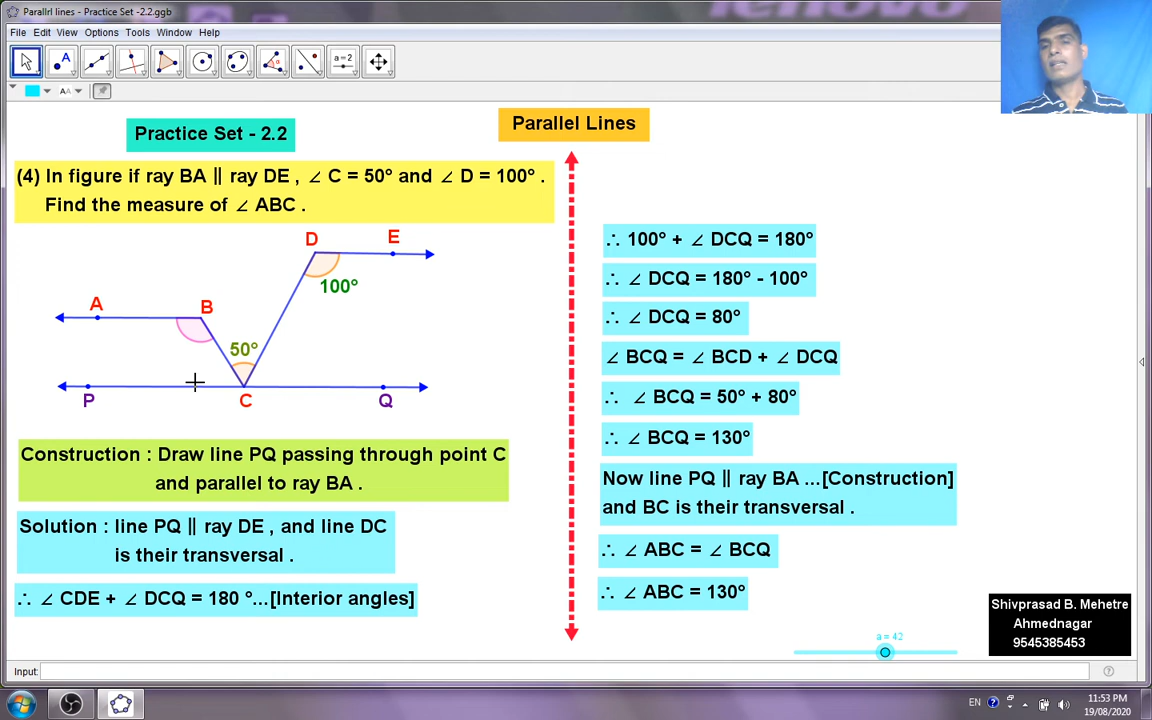 Parallrl lines - Practice Set -2.2.ggb
File Edit View Options Tools Window Help
A
α
a=2
AA
Practice Set - 2.2
Parallel Lines
(4) In figure if ray BA || ray DE , ∠ C = 50° and ∠ D = 100° .
Find the measure of ∠ ABC .
D
E
100°
A
B
50°
P
C
Q
Construction : Draw line PQ passing through point C
and parallel to ray BA .
Solution : line PQ || ray DE , and line DC
is their transversal .
∴ ∠ CDE + ∠ DCQ = 180 °...[Interior angles]
∴ 100° + ∠ DCQ = 180°
∴ ∠ DCQ = 180° - 100°
∴ ∠ DCQ = 80°
∠ BCQ = ∠ BCD + ∠ DCQ
∴ ∠ BCQ = 50° + 80°
∴ ∠ BCQ = 130°
Now line PQ || ray BA ...[Construction]
and BC is their transversal .
∴ ∠ ABC = ∠ BCQ
∴ ∠ ABC = 130°
a = 42
Shivprasad B. Mehetre
Ahmednagar
9545385453
Input:
EN
11:53 PM
19/08/2020